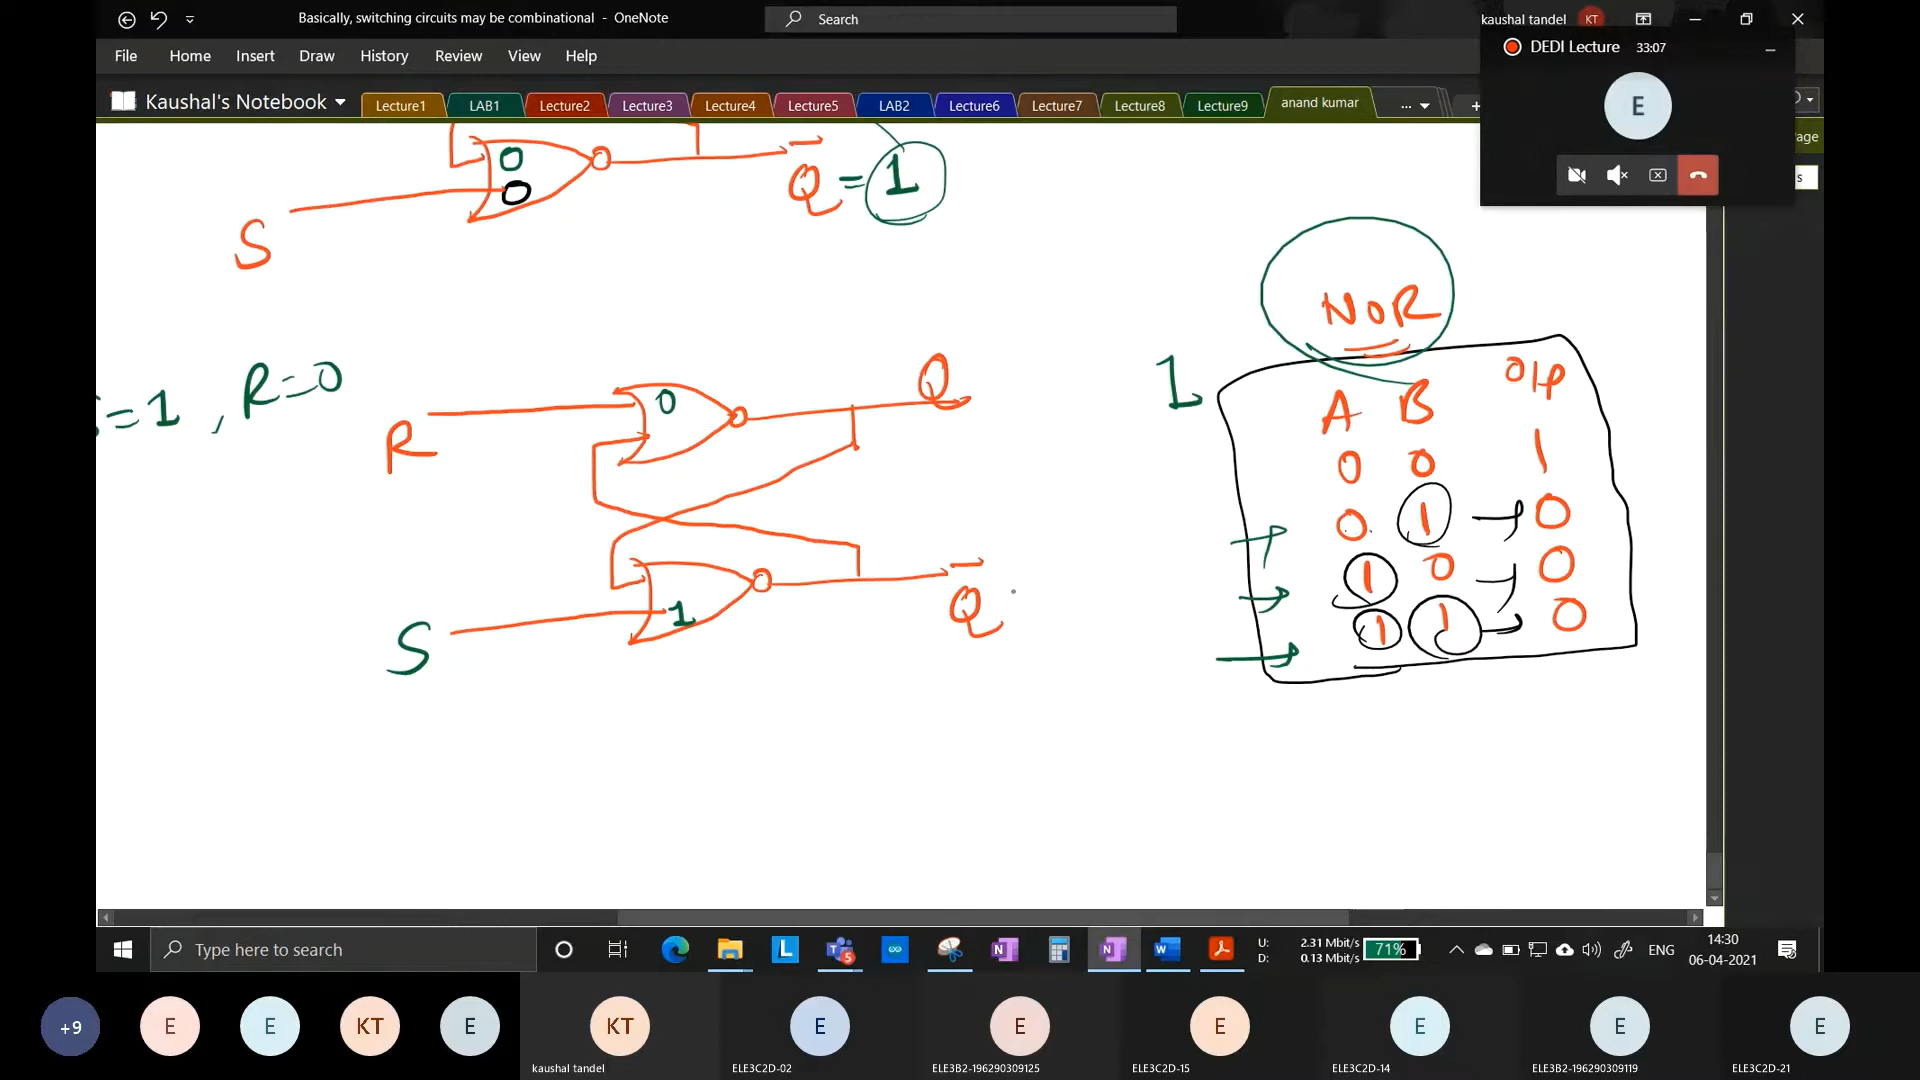 Basically, switching circuits may be combinational - OneNote
Search
kaushal tandel KT
DEDI Lecture 33:07
File Home Insert Draw History Review View Help
E
Kaushal's Notebook Lecture1 LAB1 Lecture2 Lecture3 Lecture4 Lecture5 LAB2 Lecture6 Lecture7 Lecture8 Lecture9 anand kumar ... +
age
s
0
0
Q̅ = 1
S
NOR
S=1, R=0
R
0
Q
1
A B O/p
0 0 1
0 1 → 0
1 0 → 0
1 1 → 0
S
1
Q̅
Type here to search
L
5
N
N
W
U: 2.31 Mbit/s
D: 0.13 Mbit/s
71%
ENG
14:30
06-04-2021
+9 E E KT E KT E E E E E E
kaushal tandel ELE3C2D-02 ELE3B2-196290309125 ELE3C2D-15 ELE3C2D-14 ELE3B2-196290309119 ELE3C2D-21